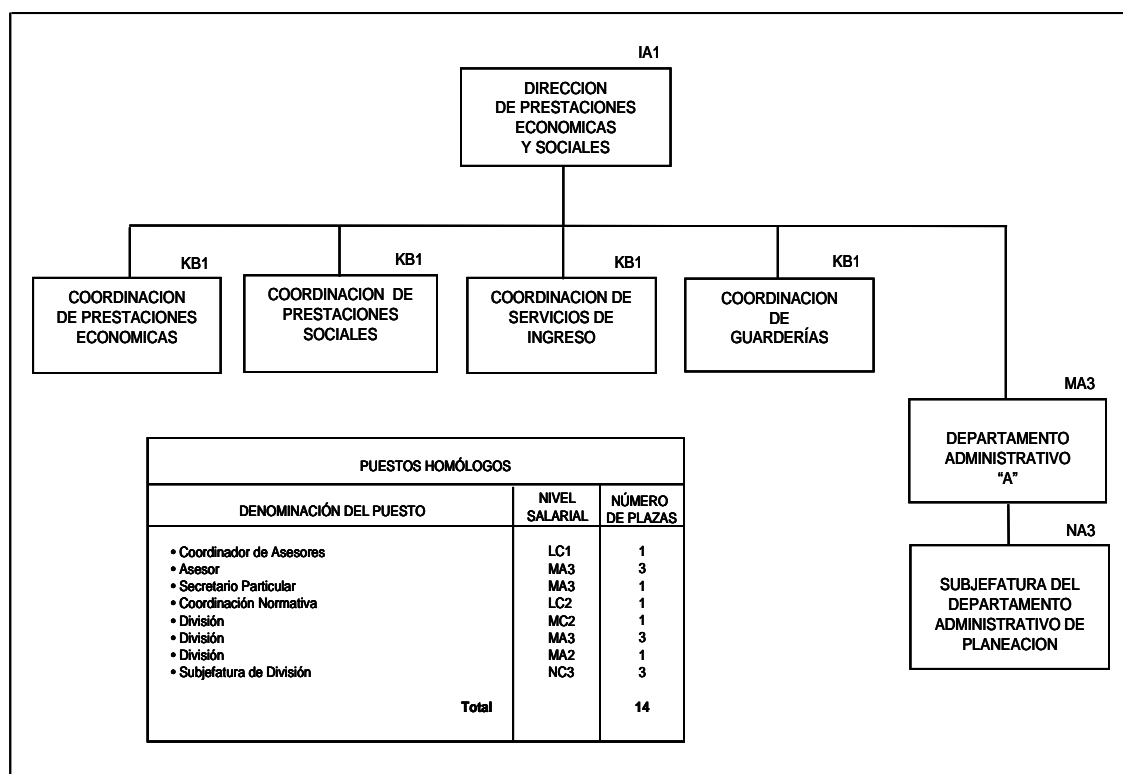 IA1
DIRECCION
DE PRESTACIONES
ECONOMICAS
Y SOCIALES
KB1
COORDINACION
DE PRESTACIONES
ECONOMICAS
KB1
COORDINACION DE
PRESTACIONES
SOCIALES
KB1
COORDINACION DE
SERVICIOS DE
INGRESO
KB1
COORDINACION
DE
GUARDERÍAS
MA3
DEPARTAMENTO
ADMINISTRATIVO
“A”
NA3
SUBJEFATURA DEL
DEPARTAMENTO
ADMINISTRATIVO DE
PLANEACION
PUESTOS HOMÓLOGOS
DENOMINACIÓN DEL PUESTO
NIVEL
SALARIAL
NÚMERO
DE PLAZAS
• Coordinador de Asesores LC1 1
• Asesor MA3 3
• Secretario Particular MA3 1
• Coordinación Normativa LC2 1
• División MC2 1
• División MA3 3
• División MA2 1
• Subjefatura de División NC3 3
Total 14